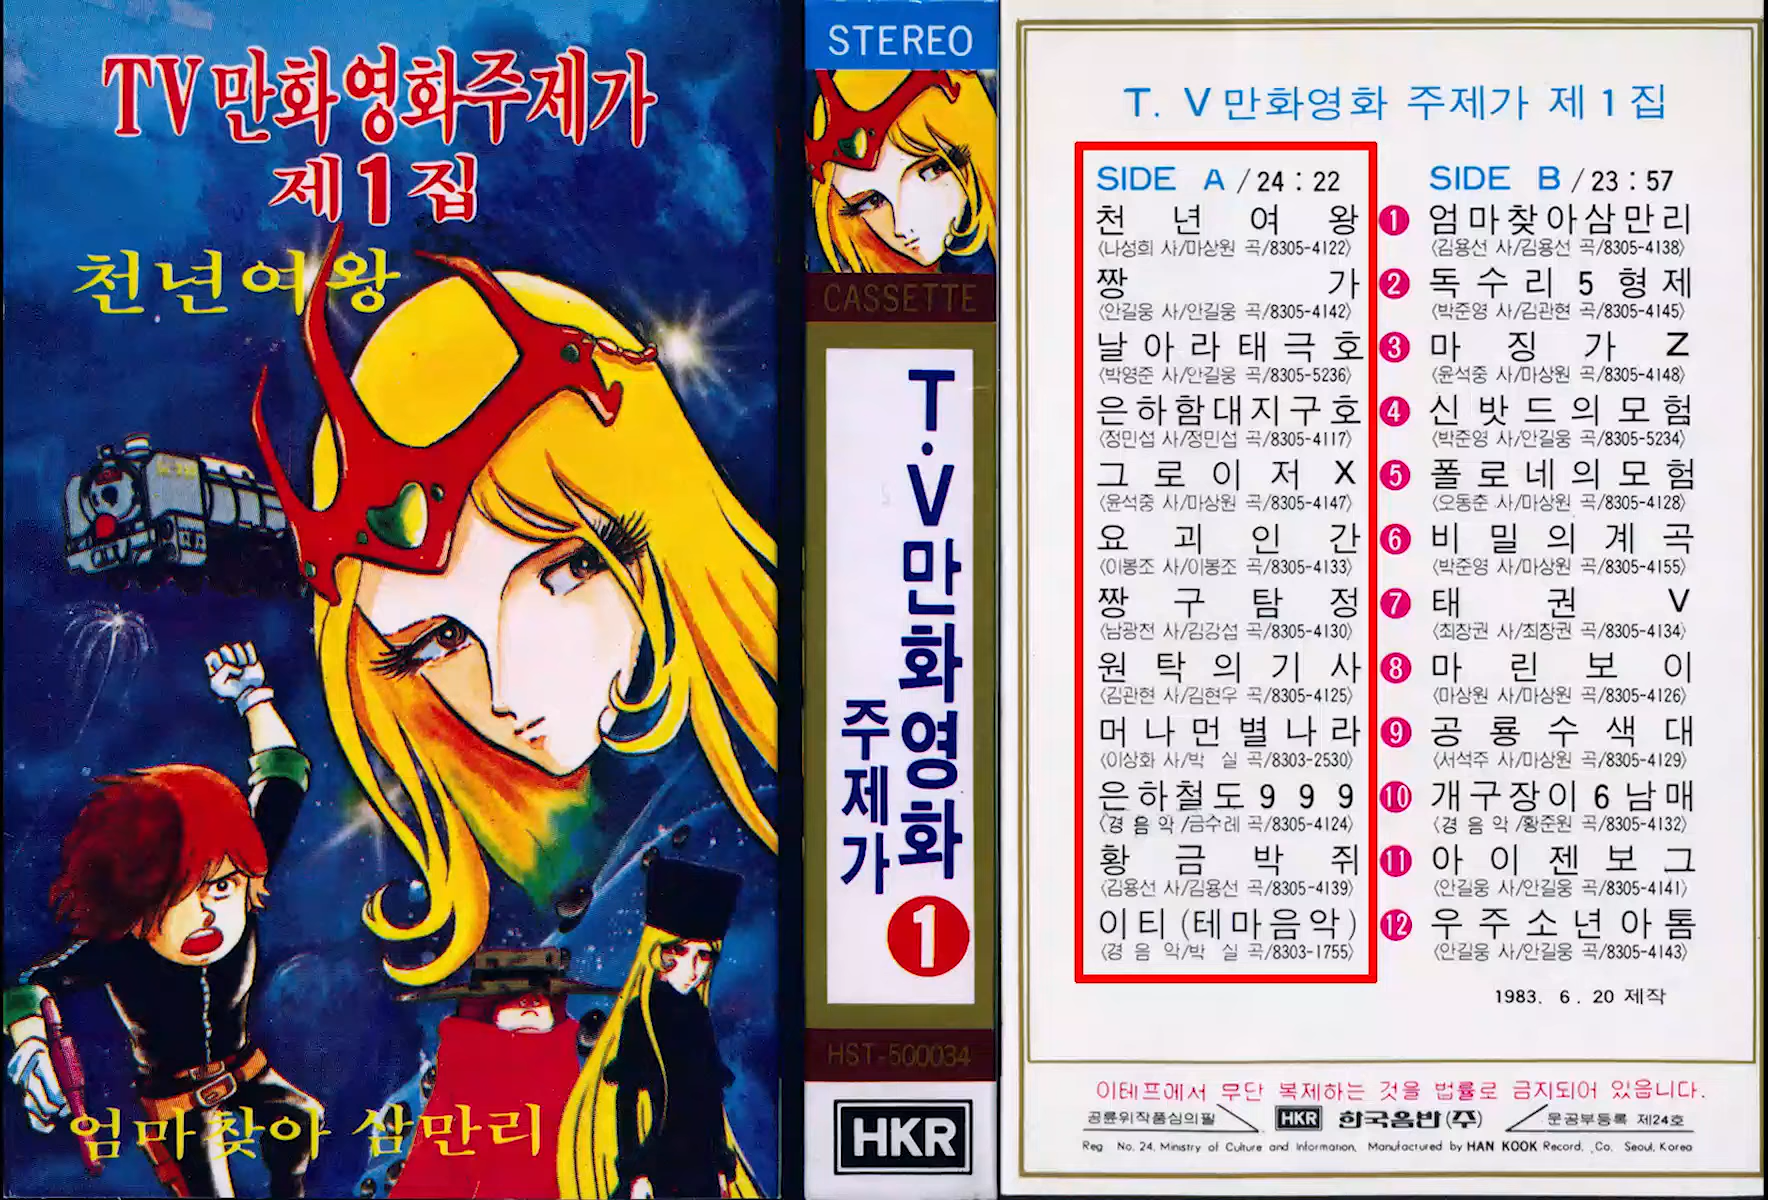 TV만화영화주제가
제1집
천년여왕
엄마찾아 삼만리
STEREO
CASSETTE
T.V만화영화
주제가
1
HST-500034
HKR
T. V만화영화 주제가 제1집
SIDE A /24:22
천년여왕
〈나성희 사/마상원 곡/8305-4122〉
짱가
〈안길웅 사/안길웅 곡/8305-4142〉
날아라태극호
〈박영준 사/안길웅 곡/8305-5236〉
은하함대지구호
〈정민섭 사/정민섭 곡/8305-4117〉
그로이저X
〈윤석중 사/마상원 곡/8305-4147〉
요괴인간
〈이봉조 사/이봉조 곡/8305-4133〉
짱구탐정
〈남광천 사/김강섭 곡/8305-4130〉
원탁의기사
〈김관현 사/김현우 곡/8305-4125〉
머나먼별나라
〈이상화 사/박 실 곡/8303-2530〉
은하철도999
〈경음악/금수레 곡/8305-4124〉
황금박쥐
〈김용선 사/김용선 곡/8305-4139〉
이티(테마음악)
〈경 음 악/박 실 곡/8303-1755〉
1
2
3
4
5
6
7
8
9
10
11
12
SIDE B /23:57
엄마찾아삼만리
〈김용선 사/김용선 곡/8305-4138〉
독수리5형제
〈박준영 사/김관현 곡/8305-4145〉
마징가Z
〈윤석중 사/마상원 곡/8305-4148〉
신밧드의모험
〈박준영 사/안길웅 곡/8305-5234〉
폴로네의모험
〈오동춘 사/마상원 곡/8305-4128〉
비밀의계곡
〈박준영 사/마상원 곡/8305-4155〉
태권V
〈최창권 사/최창권 곡/8305-4134〉
마린보이
〈마상원 사/마상원 곡/8305-4126〉
공룡수색대
〈서석주 사/마상원 곡/8305-4129〉
개구장이6남매
〈경음악/황준원 곡/8305-4132〉
아이젠보그
〈안길웅 사/안길웅 곡/8305-4141〉
우주소년아톰
〈안길웅 사/안길웅 곡/8305-4143〉
1983. 6. 20 제작
이테프에서 무단 복제하는 것을 법률로 금지되어 있읍니다.
공륜위작품심의필 HKR 한국음반(주) 문공부등록 제24호
Reg No. 24, Ministry of Culture and Information, Manufactured by HAN KOOK Record, Co. Seoul, Korea